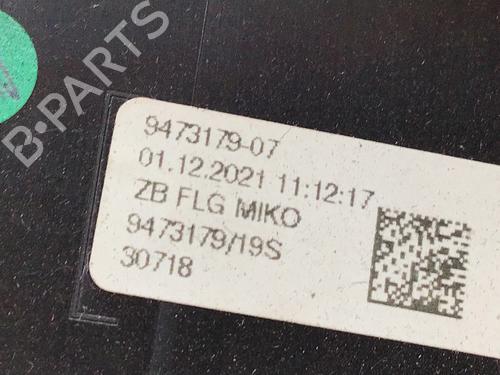 B-PARTS
9473179-07
01.12.2021 11:12:17
ZB FLG MIKO
9473179/19S
30718